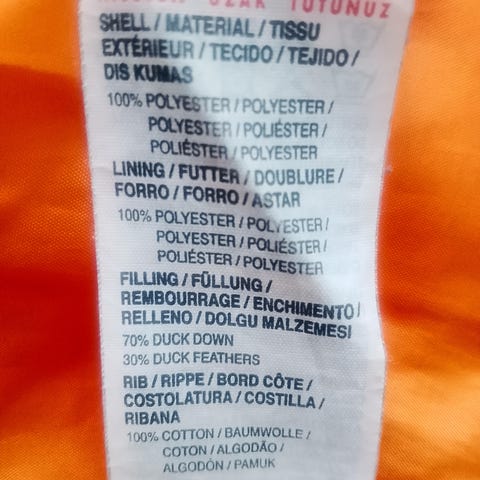 UZAK TUTUNUZ
SHELL / MATERIAL / TISSU
EXTÉRIEUR / TECIDO / TEJIDO /
DIS KUMAS
100% POLYESTER / POLYESTER /
POLYESTER / POLIÉSTER /
POLIÉSTER / POLYESTER
LINING / FUTTER / DOUBLURE /
FORRO / FORRO / ASTAR
100% POLYESTER / POLYESTER /
POLYESTER / POLIÉSTER /
POLIÉSTER / POLYESTER
FILLING / FÜLLUNG /
REMBOURRAGE / ENCHIMENTO /
RELLENO / DOLGU MALZEMESI
70% DUCK DOWN
30% DUCK FEATHERS
RIB / RIPPE / BORD CÔTE /
COSTOLATURA / COSTILLA /
RIBANA
100% COTTON / BAUMWOLLE /
COTON / ALGODÃO /
ALGODÓN / PAMUK